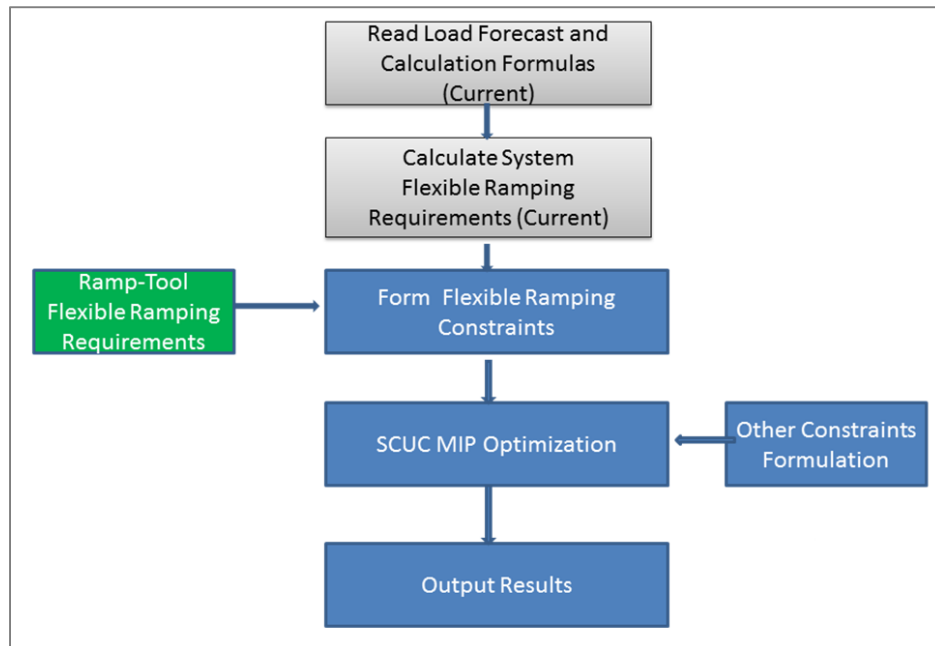 Read Load Forecast and
Calculation Formulas
(Current)
Calculate System
Flexible Ramping
Requirements (Current)
Ramp-Tool
Flexible Ramping
Requirements
Form Flexible Ramping
Constraints
SCUC MIP Optimization
Other Constraints
Formulation
Output Results